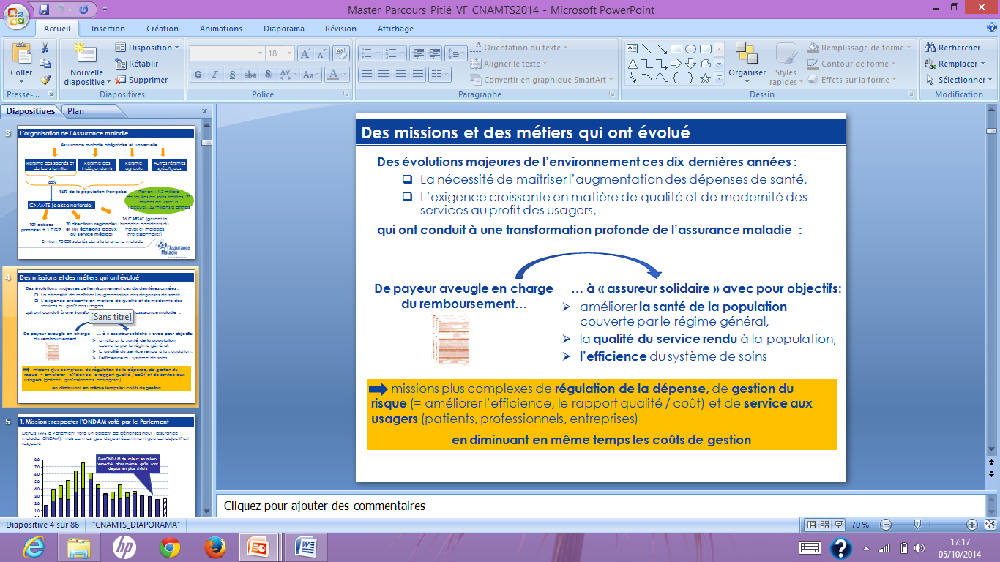 Master_Parcours_Pitié_VF_CNAMTS2014 - Microsoft PowerPoint
Accueil
Insertion
Création
Animations
Diaporama
Révision
Affichage
Coller
Nouvelle
diapositive
Disposition
Rétablir
Supprimer
18
Orientation du texte
Aligner le texte
Convertir en graphique SmartArt
Organiser
Styles
rapides
Remplissage de forme
Contour de forme
Effets sur la forme
Rechercher
Remplacer
Sélectionner
Presse-...
Diapositives
Police
Paragraphe
Dessin
Modification
Diapositives
Plan
3
L'organisation de l'Assurance maladie
Assurance maladie obligatoire et universelle
Régime des salariés et
de leurs familles
Régime des
indépendants
Régime
agricole
Autres régimes
spécifiques
85%
96% de la population française
CNAMTS (caisse nationale)
101 caisses
primaires + 1 CGSS
20 directions régionales
et 101 échelons locaux
du service médical
16 CARSAT (gérant la
branche accidents du
travail et maladies
professionnelles)
Environ 70 000 salariés dans la branche maladie
l'Assurance
Maladie
4
Des missions et des métiers qui ont évolué
Des évolutions majeures de l'environnement ces dix dernières années :
La nécessité de maîtriser l'augmentation des dépenses de santé,
L'exigence croissante en matière de qualité et de modernité des
services au profit des usagers,
qui ont conduit à une transfor
assurance maladie :
[Sans titre]
De payeur aveugle en charge
du remboursement…
… à « assureur solidaire » avec pour objectifs:
améliorer la santé de la population
couverte par le régime général,
la qualité du service rendu à la population,
l'efficience du système de soins
missions plus complexes de régulation de la dépense, de gestion du
risque (= améliorer l'efficience, le rapport qualité / coût) et de service aux
usagers (patients, professionnels, entreprises)
en diminuant en même temps les coûts de gestion
5
1. Mission : respecter l'ONDAM voté par le Parlement
Depuis 1996 le Parlement vote un objectif de dépenses pour l'assurance
maladie (ONDAM), mais ce n'est que depuis récemment que cet objectif est
respecté
Des ONDAM de mieux en mieux
respectés alors même qu'ils sont
de plus en plus stricts
8,0
7,0
6,0
5,0
4,0
3,0
2,0
1,0
Des missions et des métiers qui ont évolué
Des évolutions majeures de l'environnement ces dix dernières années :
La nécessité de maîtriser l'augmentation des dépenses de santé,
L'exigence croissante en matière de qualité et de modernité des
services au profit des usagers,
qui ont conduit à une transformation profonde de l'assurance maladie :
De payeur aveugle en charge
du remboursement…
… à « assureur solidaire » avec pour objectifs:
améliorer la santé de la population
couverte par le régime général,
la qualité du service rendu à la population,
l'efficience du système de soins
missions plus complexes de régulation de la dépense, de gestion du
risque (= améliorer l'efficience, le rapport qualité / coût) et de service aux
usagers (patients, professionnels, entreprises)
en diminuant en même temps les coûts de gestion
Cliquez pour ajouter des commentaires
Diapositive 4 sur 86
"CNAMTS_DIAPORAMA"
70 %
17:17
05/10/2014